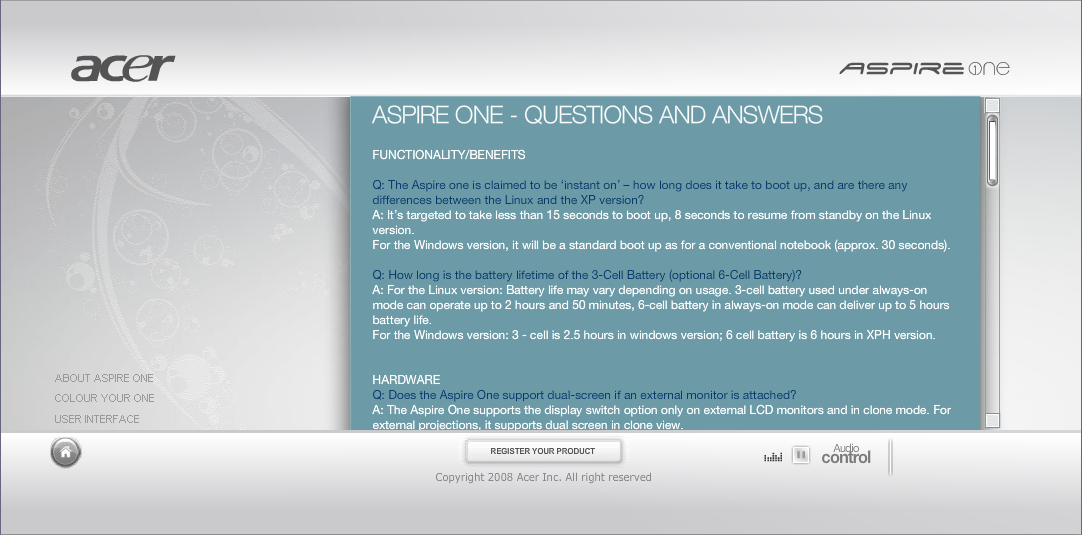 acer
ASPIRE one
ASPIRE ONE - QUESTIONS AND ANSWERS
FUNCTIONALITY/BENEFITS
Q: The Aspire one is claimed to be ‘instant on’ – how long does it take to boot up, and are there any
differences between the Linux and the XP version?
A: It’s targeted to take less than 15 seconds to boot up, 8 seconds to resume from standby on the Linux
version.
For the Windows version, it will be a standard boot up as for a conventional notebook (approx. 30 seconds).
Q: How long is the battery lifetime of the 3-Cell Battery (optional 6-Cell Battery)?
A: For the Linux version: Battery life may vary depending on usage. 3-cell battery used under always-on
mode can operate up to 2 hours and 50 minutes, 6-cell battery in always-on mode can deliver up to 5 hours
battery life.
For the Windows version: 3 - cell is 2.5 hours in windows version; 6 cell battery is 6 hours in XPH version.
HARDWARE
Q: Does the Aspire One support dual-screen if an external monitor is attached?
A: The Aspire One supports the display switch option only on external LCD monitors and in clone mode. For
external projections, it supports dual screen in clone view.
ABOUT ASPIRE ONE
COLOUR YOUR ONE
USER INTERFACE
REGISTER YOUR PRODUCT
Audio
control
Copyright 2008 Acer Inc. All right reserved